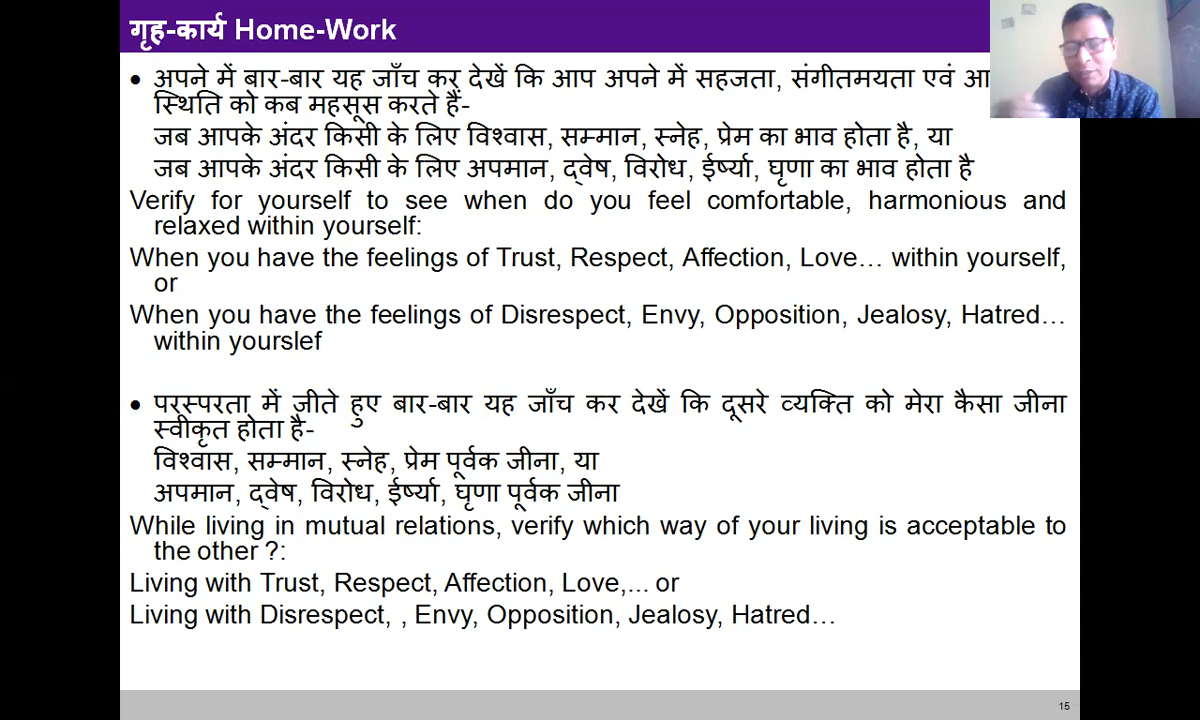 गृह-कार्य Home-Work
• अपने में बार-बार यह जाँच कर देखें कि आप अपने में सहजता, संगीतमयता एवं
स्थिति को कब महसूस करते हैं-
जब आपके अंदर किसी के लिए विश्वास, सम्मान, स्नेह, प्रेम का भाव होता है, या
जब आपके अंदर किसी के लिए अपमान, द्वेष, विरोध, ईर्ष्या, घृणा का भाव होता है
Verify for yourself to see when do you feel comfortable, harmonious and
relaxed within yourself:
When you have the feelings of Trust, Respect, Affection, Love… within yourself,
or
When you have the feelings of Disrespect, Envy, Opposition, Jealosy, Hatred…
within yourslef
• परस्परता में जीते हुए बार-बार यह जाँच कर देखें कि दूसरे व्यक्ति को मेरा कैसा जीना
स्वीकृत होता है-
विश्वास, सम्मान, स्नेह, प्रेम पूर्वक जीना, या
अपमान, द्वेष, विरोध, ईर्ष्या, घृणा पूर्वक जीना
While living in mutual relations, verify which way of your living is acceptable to
the other ?:
Living with Trust, Respect, Affection, Love,... or
Living with Disrespect, , Envy, Opposition, Jealosy, Hatred…
15